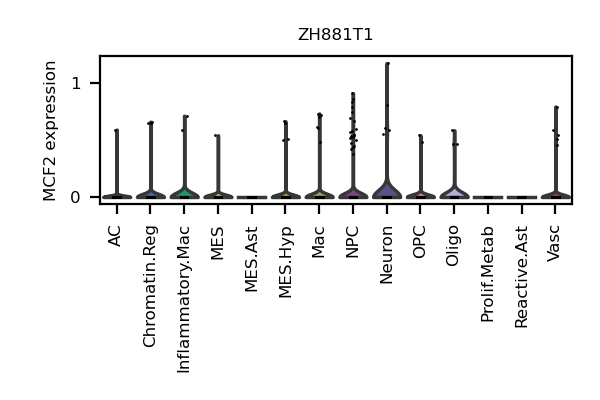 ZH881T1
MCF2 expression
1
0
AC
Chromatin.Reg
Inflammatory.Mac
MES
MES.Ast
MES.Hyp
Mac
NPC
Neuron
OPC
Oligo
Prolif.Metab
Reactive.Ast
Vasc